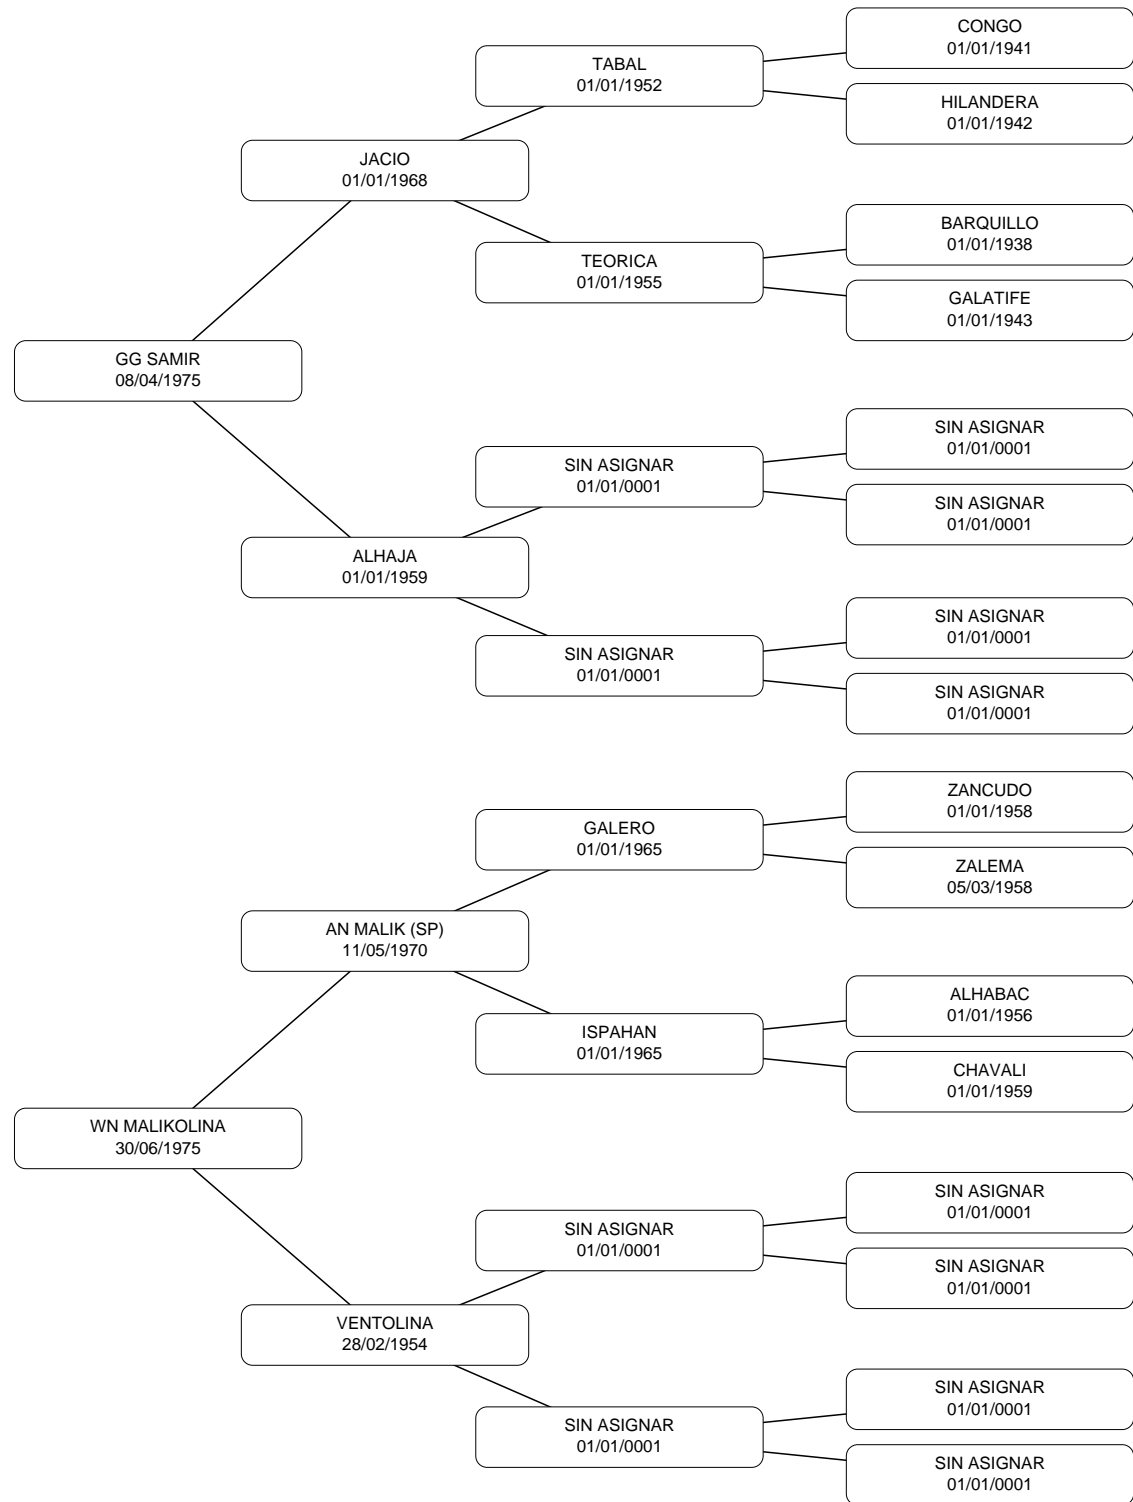 CONGO
01/01/1941
TABAL
01/01/1952
HILANDERA
01/01/1942
JACIO
01/01/1968
BARQUILLO
01/01/1938
TEORICA
01/01/1955
GALATIFE
01/01/1943
GG SAMIR
08/04/1975
SIN ASIGNAR
01/01/0001
SIN ASIGNAR
01/01/0001
SIN ASIGNAR
01/01/0001
ALHAJA
01/01/1959
SIN ASIGNAR
01/01/0001
SIN ASIGNAR
01/01/0001
SIN ASIGNAR
01/01/0001
ZANCUDO
01/01/1958
GALERO
01/01/1965
ZALEMA
05/03/1958
AN MALIK (SP)
11/05/1970
ALHABAC
01/01/1956
ISPAHAN
01/01/1965
CHAVALI
01/01/1959
WN MALIKOLINA
30/06/1975
SIN ASIGNAR
01/01/0001
SIN ASIGNAR
01/01/0001
SIN ASIGNAR
01/01/0001
VENTOLINA
28/02/1954
SIN ASIGNAR
01/01/0001
SIN ASIGNAR
01/01/0001
SIN ASIGNAR
01/01/0001